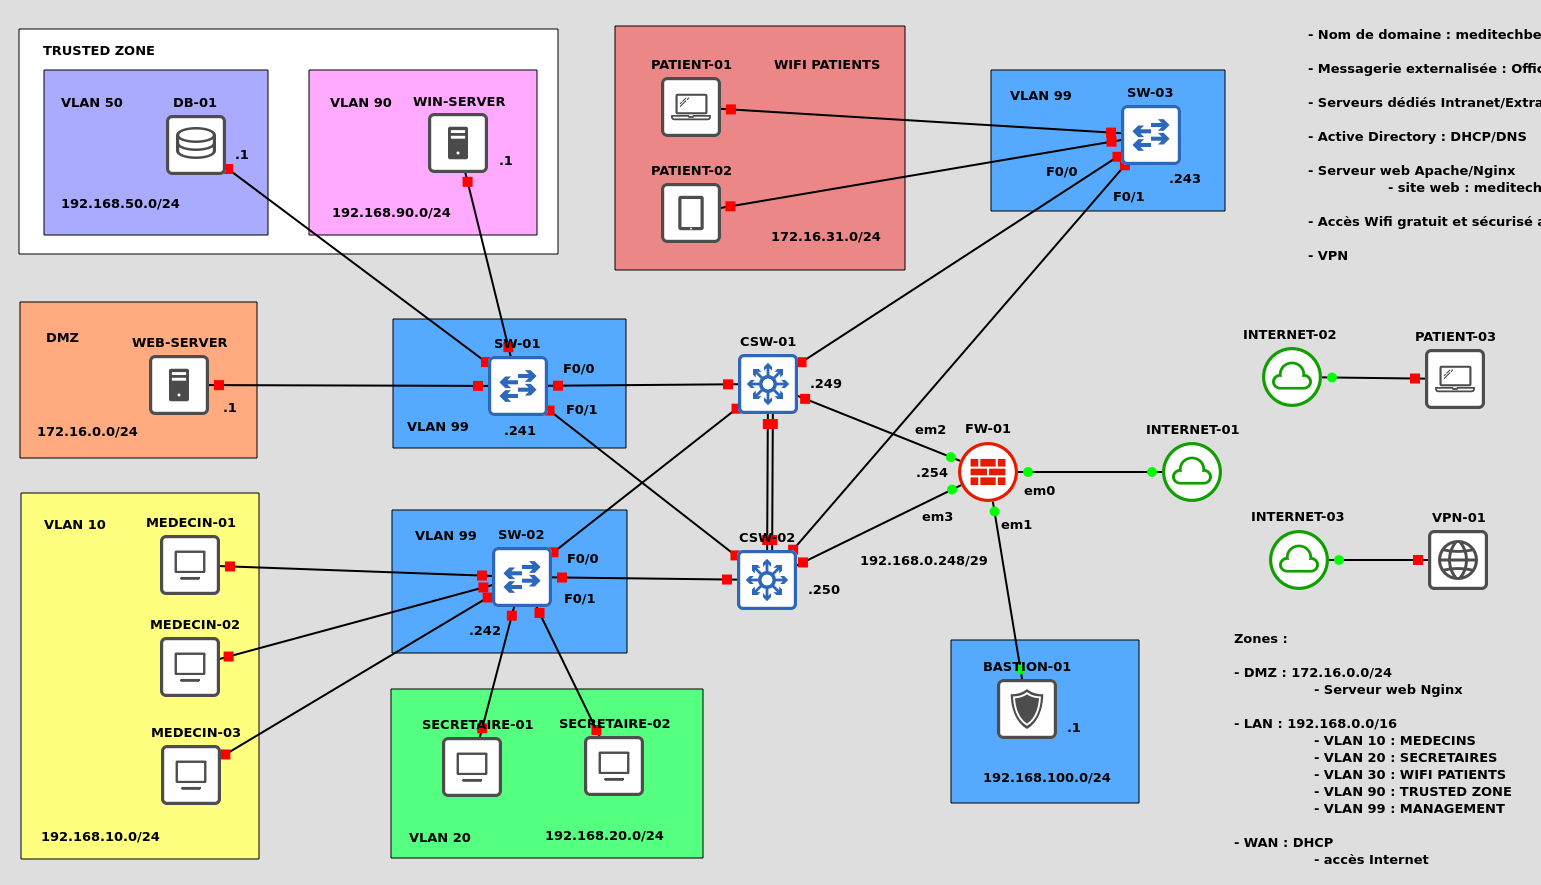 TRUSTED ZONE
VLAN 50
DB-01
.1
192.168.50.0/24
VLAN 90
WIN-SERVER
.1
192.168.90.0/24
PATIENT-01
WIFI PATIENTS
PATIENT-02
172.16.31.0/24
VLAN 99
SW-03
F0/0
.243
F0/1
- Nom de domaine : meditechbe
- Messagerie externalisée : Offic
- Serveurs dédiés Intranet/Extra
- Active Directory : DHCP/DNS
- Serveur web Apache/Nginx
- site web : meditech
- Accès Wifi gratuit et sécurisé a
- VPN
DMZ
WEB-SERVER
.1
172.16.0.0/24
SW-01
F0/0
F0/1
VLAN 99
.241
CSW-01
.249
em2
FW-01
.254
em0
em3
em1
192.168.0.248/29
INTERNET-01
INTERNET-02
PATIENT-03
INTERNET-03
VPN-01
VLAN 10
MEDECIN-01
MEDECIN-02
MEDECIN-03
192.168.10.0/24
VLAN 99
SW-02
F0/0
F0/1
.242
CSW-02
.250
SECRETAIRE-01
SECRETAIRE-02
VLAN 20
192.168.20.0/24
BASTION-01
.1
192.168.100.0/24
Zones :
- DMZ : 172.16.0.0/24
- Serveur web Nginx
- LAN : 192.168.0.0/16
- VLAN 10 : MEDECINS
- VLAN 20 : SECRETAIRES
- VLAN 30 : WIFI PATIENTS
- VLAN 90 : TRUSTED ZONE
- VLAN 99 : MANAGEMENT
- WAN : DHCP
- accès Internet